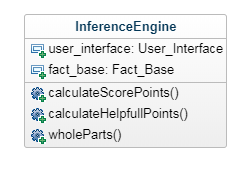 InferenceEngine
user_interface: User_Interface
fact_base: Fact_Base
calculateScorePoints()
calculateHelpfullPoints()
wholeParts()